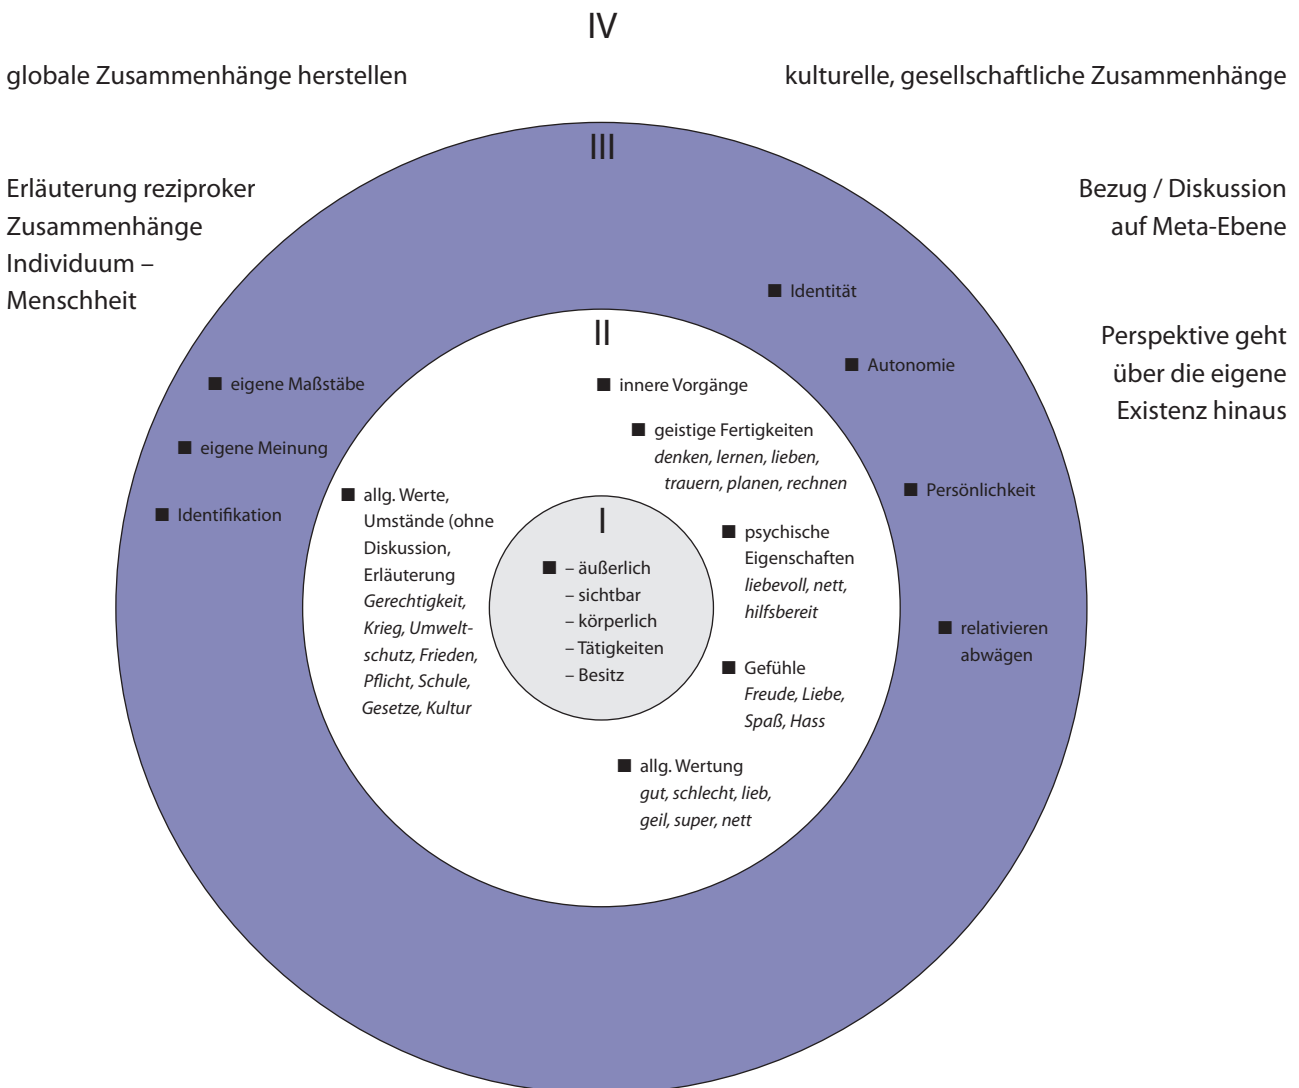 IV
globale Zusammenhänge herstellen
kulturelle, gesellschaftliche Zusammenhänge
III
Erläuterung reziproker
Zusammenhänge
Individuum –
Menschheit
Bezug / Diskussion
auf Meta-Ebene
Perspektive geht
über die eigene
Existenz hinaus
■ Identität
■ Autonomie
■ Persönlichkeit
■ relativieren
abwägen
■ eigene Maßstäbe
■ eigene Meinung
■ Identifikation
II
■ innere Vorgänge
■ geistige Fertigkeiten
denken, lernen, lieben,
trauern, planen, rechnen
■ psychische
Eigenschaften
liebevoll, nett,
hilfsbereit
■ Gefühle
Freude, Liebe,
Spaß, Hass
■ allg. Wertung
gut, schlecht, lieb,
geil, super, nett
■ allg. Werte,
Umstände (ohne
Diskussion,
Erläuterung
Gerechtigkeit,
Krieg, Umwelt-
schutz, Frieden,
Pflicht, Schule,
Gesetze, Kultur
I
■ – äußerlich
– sichtbar
– körperlich
– Tätigkeiten
– Besitz